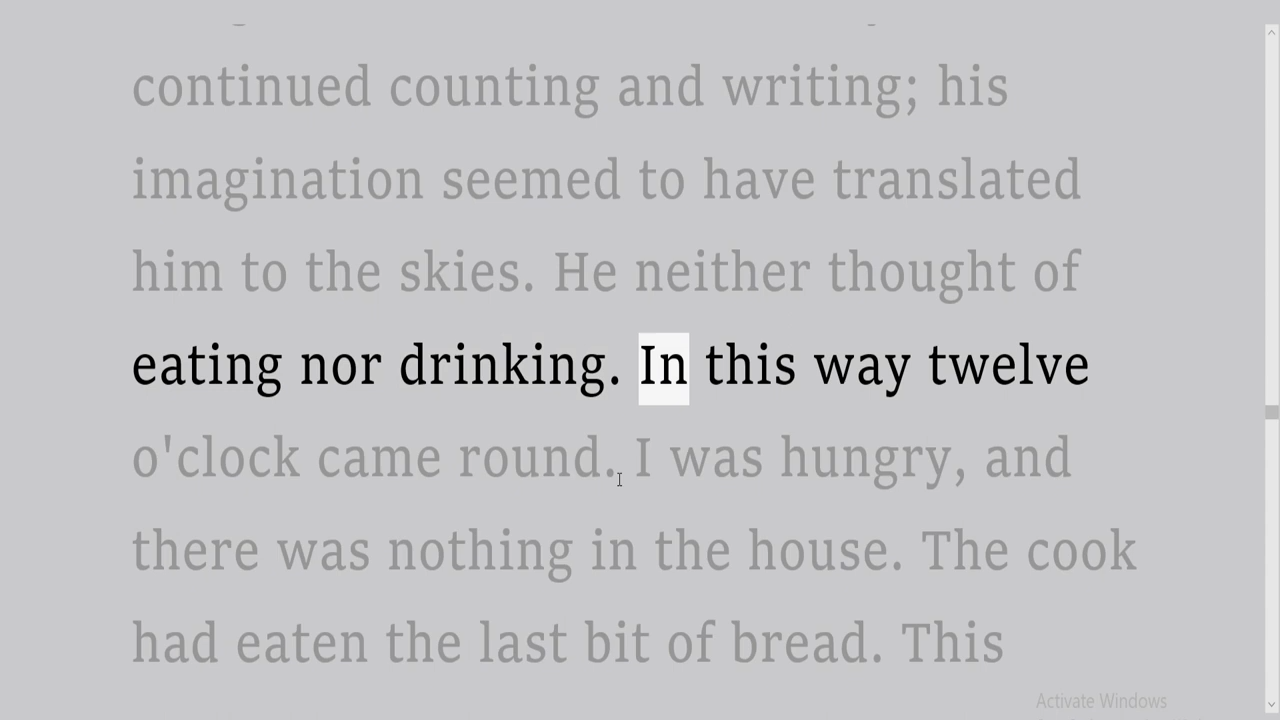 continued counting and writing; his
imagination seemed to have translated
him to the skies. He neither thought of
eating nor drinking. In this way twelve
o'clock came round. I was hungry, and
there was nothing in the house. The cook
had eaten the last bit of bread. This
Activate Windows